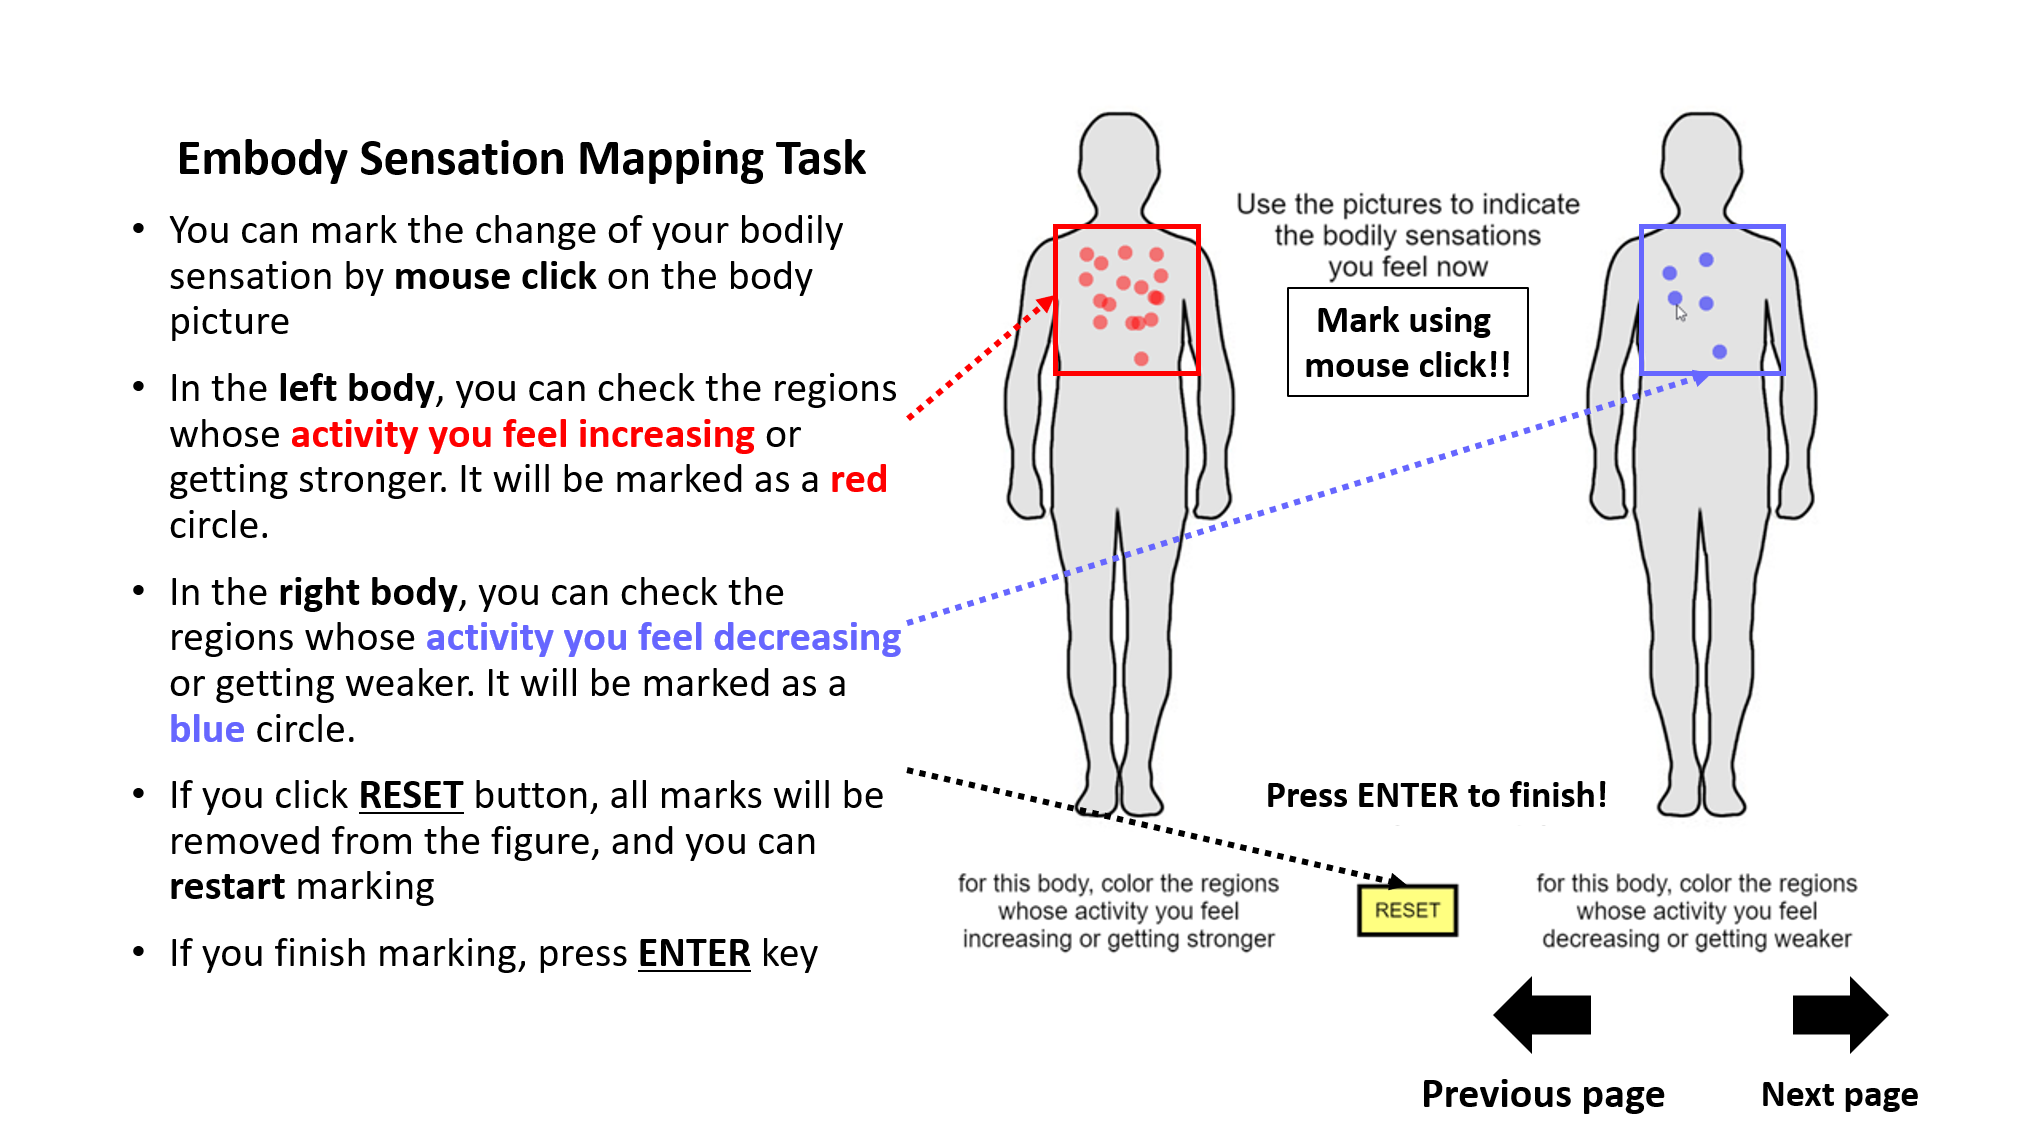 Embody Sensation Mapping Task
• You can mark the change of your bodily
sensation by mouse click on the body
picture
• In the left body, you can check the regions
whose activity you feel increasing or
getting stronger. It will be marked as a red
circle.
• In the right body, you can check the
regions whose activity you feel decreasing
or getting weaker. It will be marked as a
blue circle.
• If you click RESET button, all marks will be
removed from the figure, and you can
restart marking
• If you finish marking, press ENTER key
Use the pictures to indicate
the bodily sensations
you feel now
Mark using
mouse click!!
Press ENTER to finish!
for this body, color the regions
whose activity you feel
increasing or getting stronger
RESET
for this body, color the regions
whose activity you feel
decreasing or getting weaker
Previous page
Next page